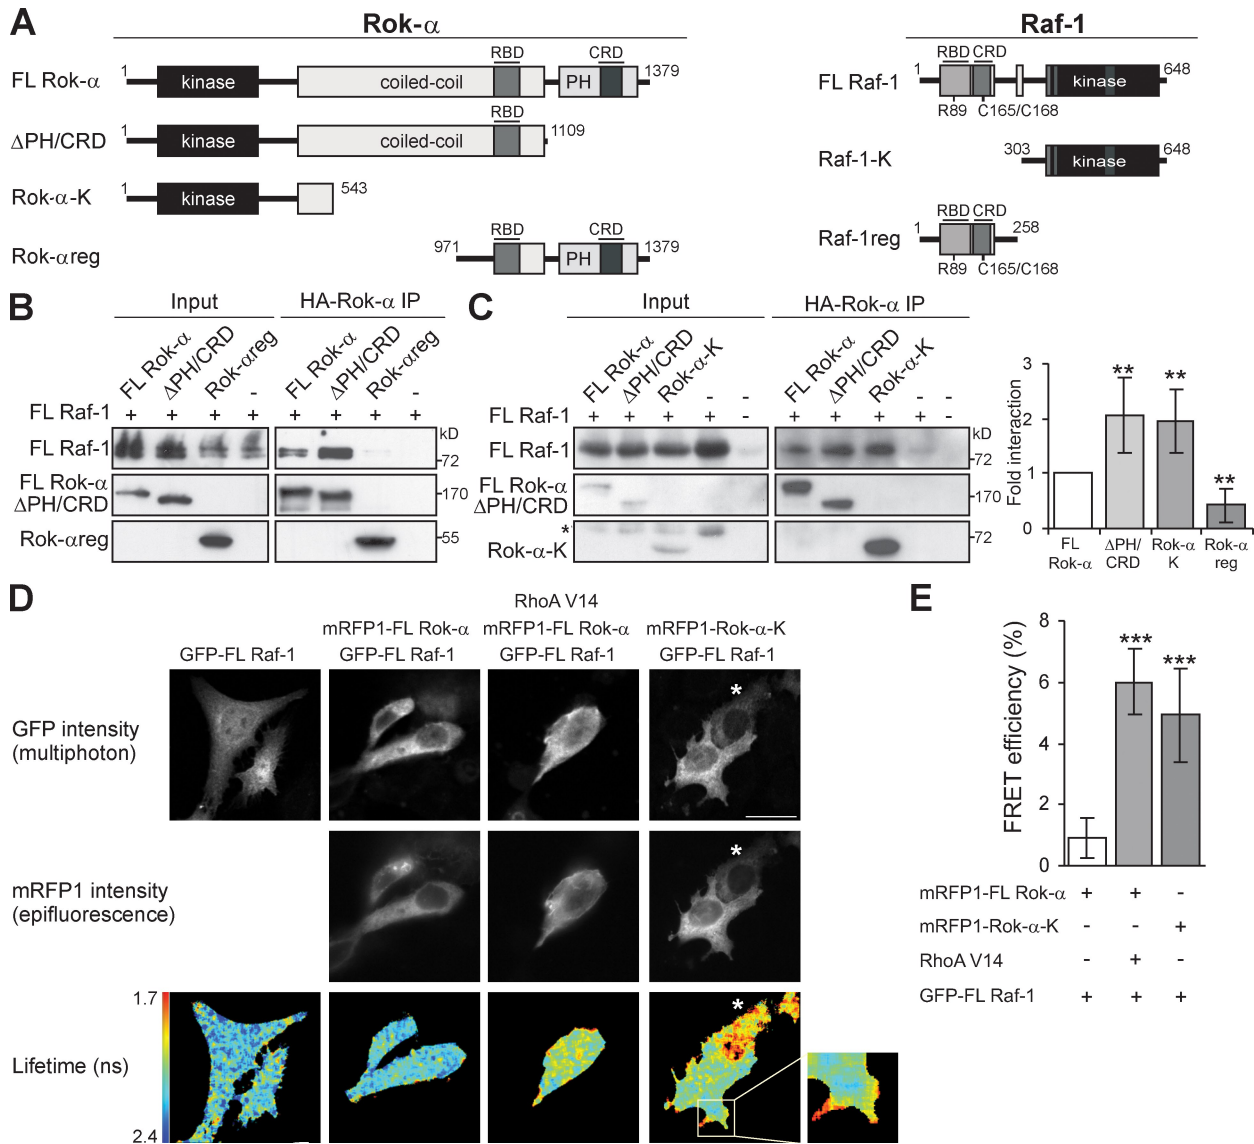 A
Rok-α
Raf-1
FL Rok-α
1
kinase
coiled-coil
RBD
PH
CRD
1379
ΔPH/CRD
1
kinase
coiled-coil
RBD
1109
Rok-α-K
1
kinase
543
Rok-αreg
971
RBD
PH
CRD
1379
FL Raf-1
1
RBD
CRD
kinase
648
R89
C165/C168
Raf-1-K
303
kinase
648
Raf-1reg
1
RBD
CRD
258
R89
C165/C168
B
Input
HA-Rok-α IP
FL Rok-α
ΔPH/CRD
Rok-αreg
-
FL Rok-α
ΔPH/CRD
Rok-αreg
-
FL Raf-1 + + + + + + + +
FL Raf-1
kD
-72
FL Rok-α
ΔPH/CRD
-170
Rok-αreg
-55
C
Input
HA-Rok-α IP
FL Rok-α
ΔPH/CRD
Rok-α-K
- -
FL Rok-α
ΔPH/CRD
Rok-α-K
- -
FL Raf-1 + + + + - + + + + -
FL Raf-1
kD
-72
FL Rok-α
ΔPH/CRD
-170
*
Rok-α-K
-72
Fold interaction
3
2
1
0
**
**
**
FL
Rok-α
ΔPH/
CRD
Rok-α
K
Rok-α
reg
D
GFP-FL Raf-1
mRFP1-FL Rok-α
GFP-FL Raf-1
RhoA V14
mRFP1-FL Rok-α
GFP-FL Raf-1
mRFP1-Rok-α-K
GFP-FL Raf-1
GFP intensity
(multiphoton)
*
mRFP1 intensity
(epifluorescence)
*
Lifetime (ns)
1.7
2.4
*
E
FRET efficiency (%)
8
6
4
2
0
***
***
mRFP1-FL Rok-α + + -
mRFP1-Rok-α-K - - +
RhoA V14 - + -
GFP-FL Raf-1 + + +